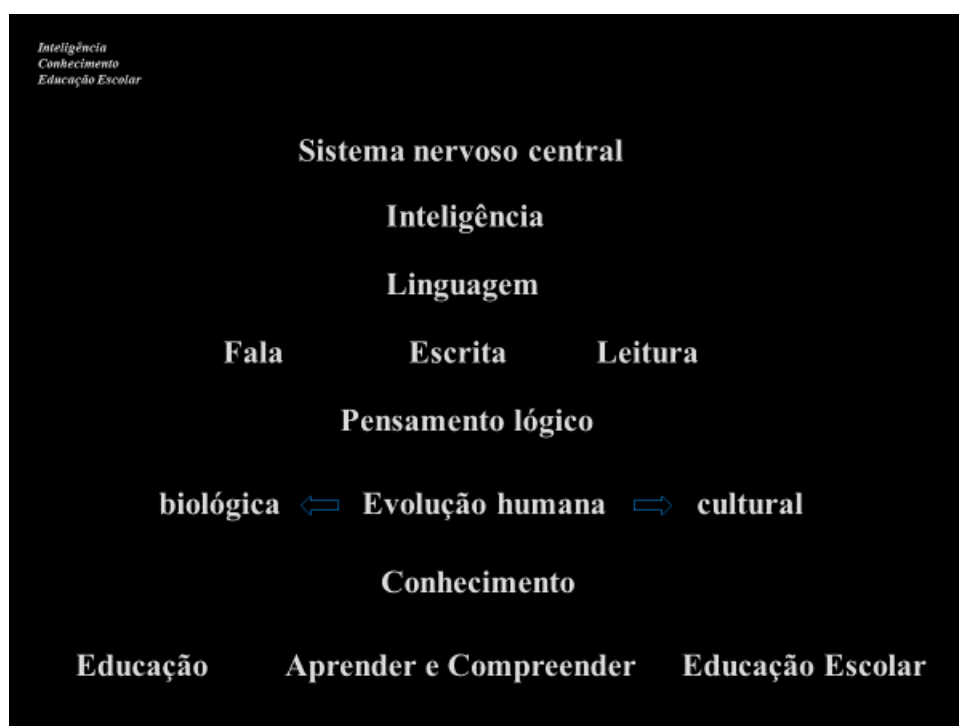 Inteligência
Conhecimento
Educação Escolar
Sistema nervoso central
Inteligência
Linguagem
Fala Escrita Leitura
Pensamento lógico
biológica Evolução humana cultural
Conhecimento
Educação Aprender e Compreender Educação Escolar